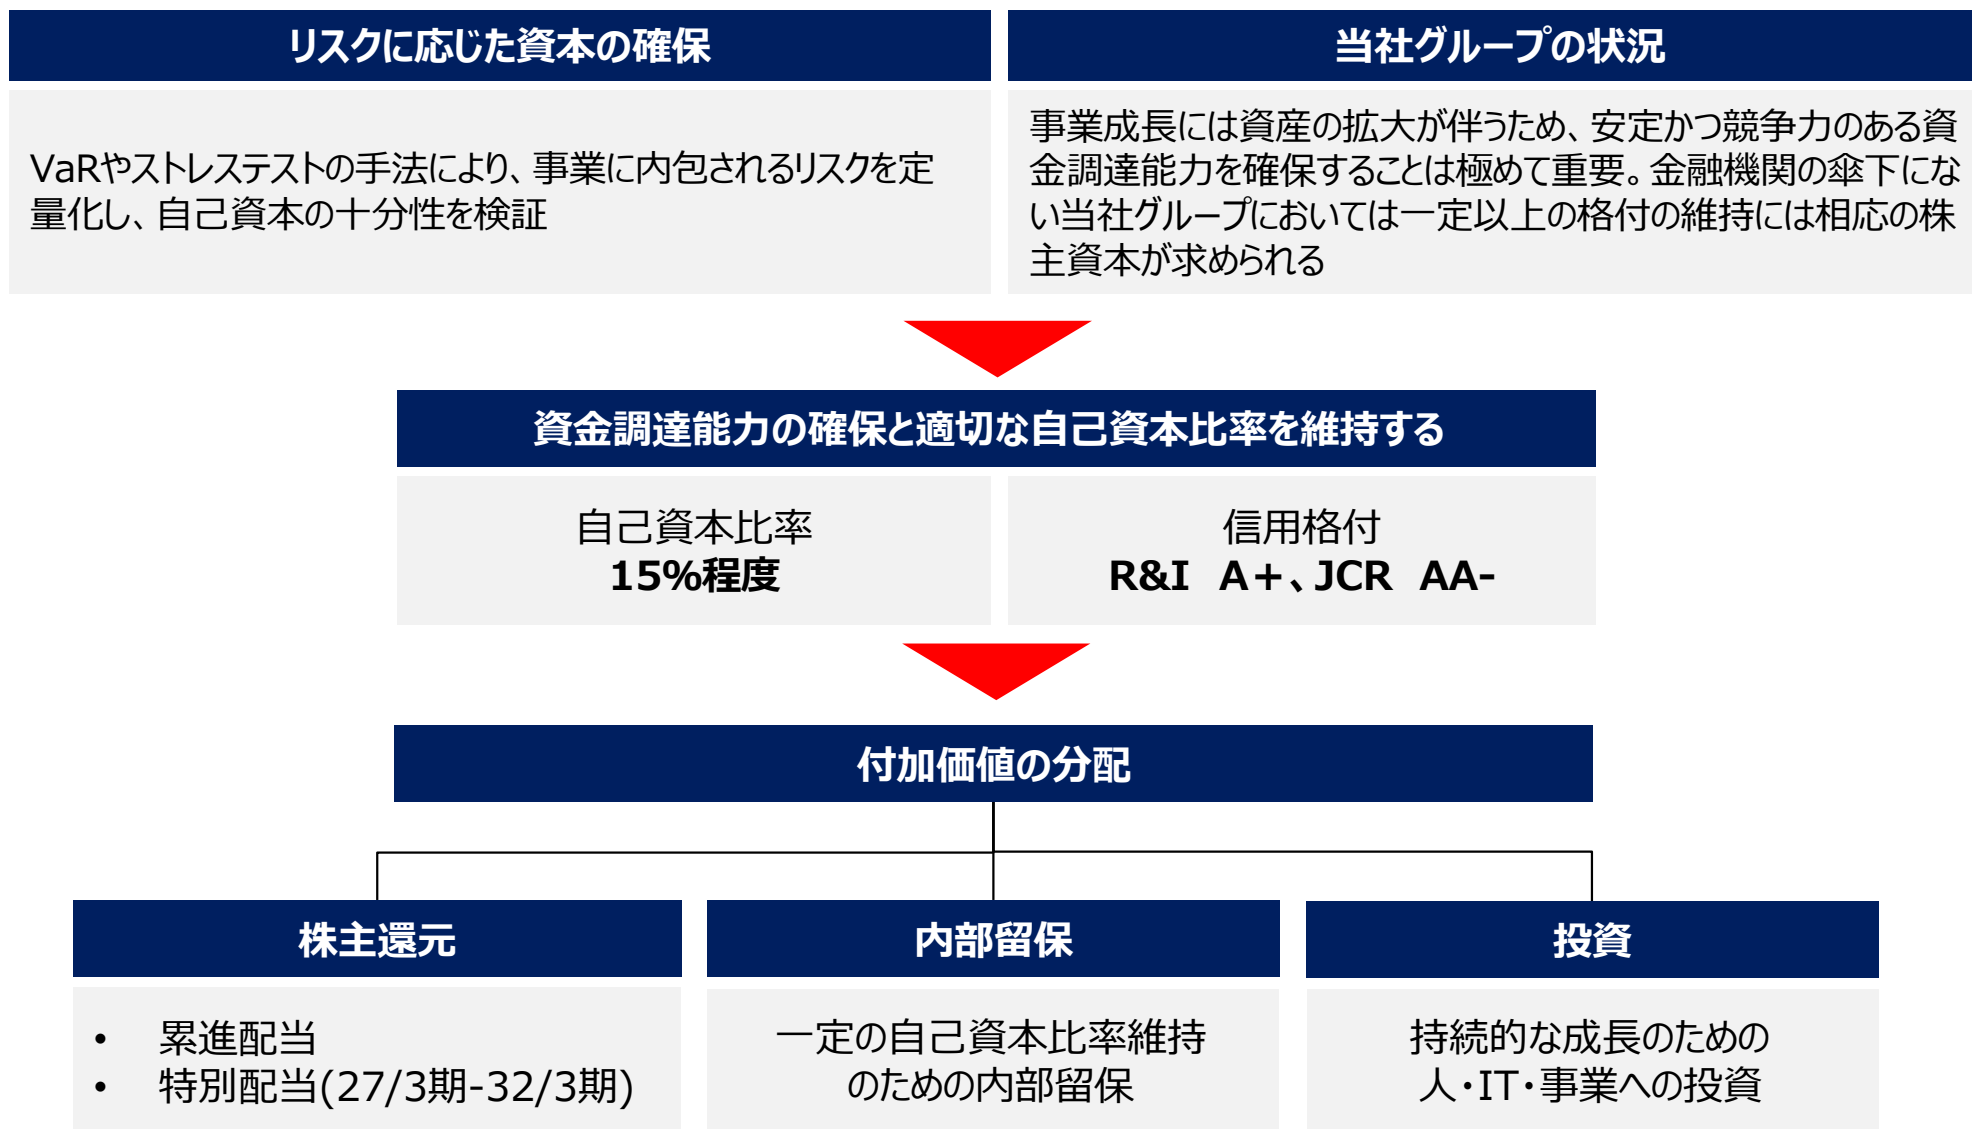 リスクに応じた資本の確保
VaRやストレステストの手法により、事業に内包されるリスクを定
量化し、自己資本の十分性を検証
当社グループの状況
事業成長には資産の拡大が伴うため、安定かつ競争力のある資
金調達能力を確保することは極めて重要。金融機関の傘下にな
い当社グループにおいては一定以上の格付の維持には相応の株
主資本が求められる
資金調達能力の確保と適切な自己資本比率を維持する
自己資本比率
15%程度
信用格付
R&I　A+、JCR　AA-
付加価値の分配
株主還元
• 累進配当
• 特別配当(27/3期-32/3期)
内部留保
一定の自己資本比率維持
のための内部留保
投資
持続的な成長のための
人・IT・事業への投資